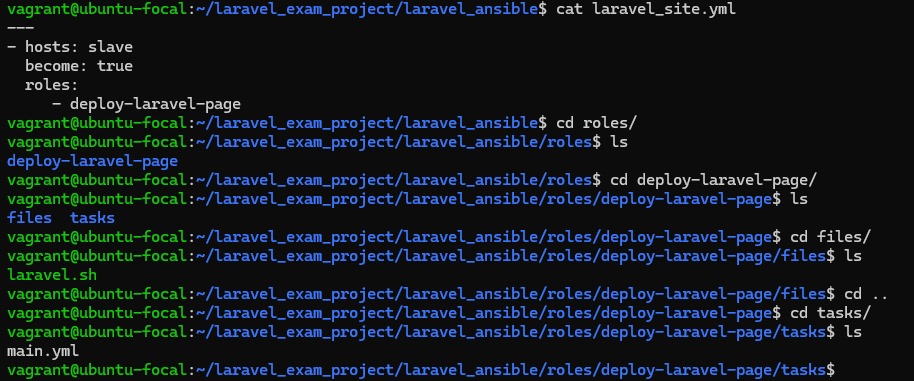 vagrant@ubuntu-focal:~/laravel_exam_project/laravel_ansible$ cat laravel_site.yml
---
- hosts: slave
  become: true
  roles:
     - deploy-laravel-page
vagrant@ubuntu-focal:~/laravel_exam_project/laravel_ansible$ cd roles/
vagrant@ubuntu-focal:~/laravel_exam_project/laravel_ansible/roles$ ls
deploy-laravel-page
vagrant@ubuntu-focal:~/laravel_exam_project/laravel_ansible/roles$ cd deploy-laravel-page/
vagrant@ubuntu-focal:~/laravel_exam_project/laravel_ansible/roles/deploy-laravel-page$ ls
files  tasks
vagrant@ubuntu-focal:~/laravel_exam_project/laravel_ansible/roles/deploy-laravel-page$ cd files/
vagrant@ubuntu-focal:~/laravel_exam_project/laravel_ansible/roles/deploy-laravel-page/files$ ls
laravel.sh
vagrant@ubuntu-focal:~/laravel_exam_project/laravel_ansible/roles/deploy-laravel-page/files$ cd ..
vagrant@ubuntu-focal:~/laravel_exam_project/laravel_ansible/roles/deploy-laravel-page$ cd tasks/
vagrant@ubuntu-focal:~/laravel_exam_project/laravel_ansible/roles/deploy-laravel-page/tasks$ ls
main.yml
vagrant@ubuntu-focal:~/laravel_exam_project/laravel_ansible/roles/deploy-laravel-page/tasks$